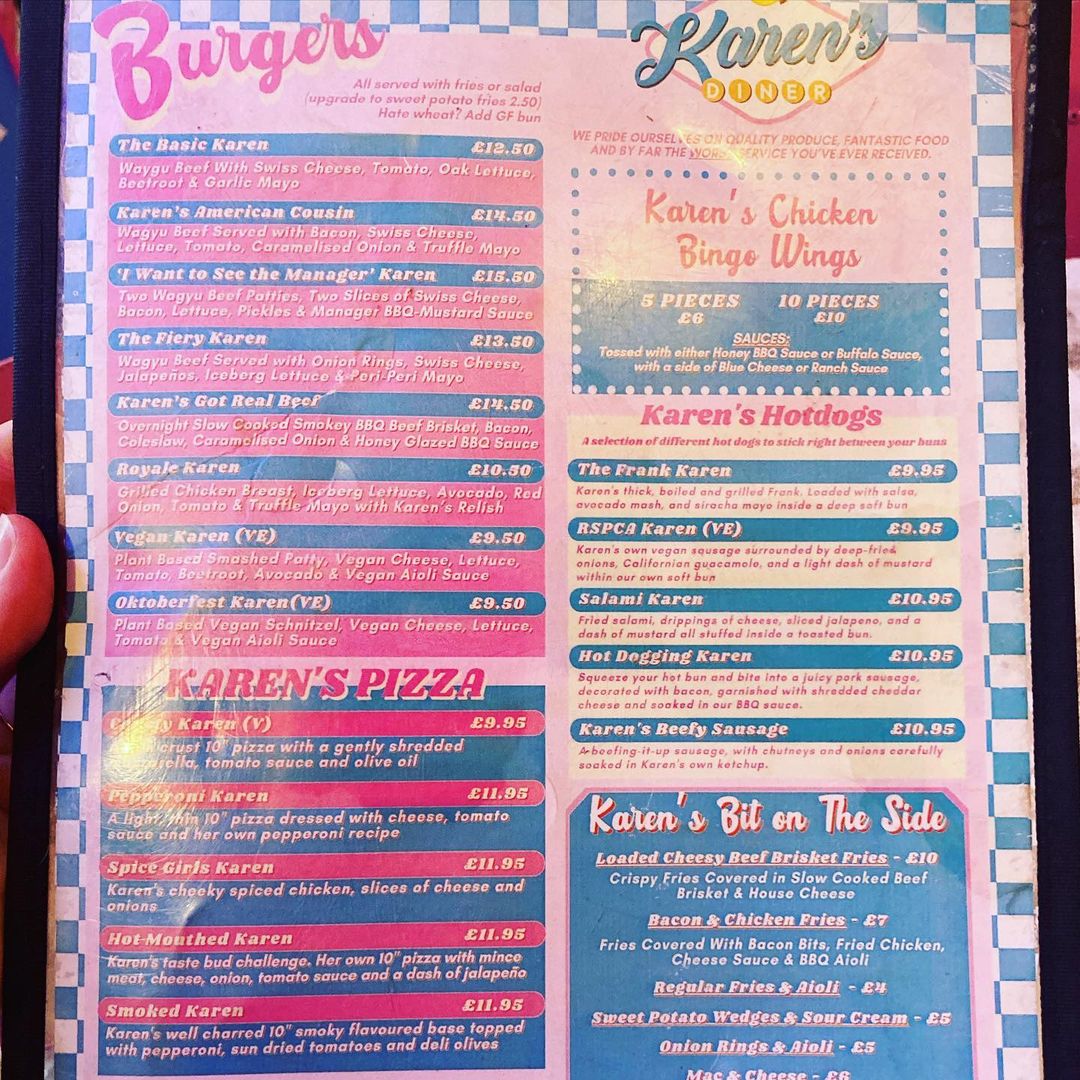 Burgers
All served with fries or salad
(upgrade to sweet potato fries 2.50)
Hate wheat? Add GF bun
The Basic Karen £12.50
Waygu Beef With Swiss Cheese, Tomato, Oak Lettuce,
Beetroot & Garlic Mayo
Karen's American Cousin £14.50
Wagyu Beef Served with Bacon, Swiss Cheese,
Lettuce, Tomato, Caramelised Onion & Truffle Mayo
'I Want to See the Manager' Karen £15.50
Two Wagyu Beef Patties, Two Slices of Swiss Cheese,
Bacon, Lettuce, Pickles & Manager BBQ-Mustard Sauce
The Fiery Karen £13.50
Wagyu Beef Served with Onion Rings, Swiss Cheese,
Jalapeños, Iceberg Lettuce & Peri-Peri Mayo
Karen's Got Real Beef £14.50
Overnight Slow Cooked Smokey BBQ Beef Brisket, Bacon,
Coleslaw, Caramelised Onion & Honey Glazed BBQ Sauce
Royale Karen £10.50
Grilled Chicken Breast, Iceberg Lettuce, Avocado, Red
Onion, Tomato & Truffle Mayo with Karen's Relish
Vegan Karen (VE) £9.50
Plant Based Smashed Patty, Vegan Cheese, Lettuce,
Tomato, Beetroot, Avocado & Vegan Aioli Sauce
Oktoberfest Karen(VE) £9.50
Plant Based Vegan Schnitzel, Vegan Cheese, Lettuce,
Tomato & Vegan Aioli Sauce
KAREN'S PIZZA
Karen (V) £9.95
crust 10" pizza with a gently shredded
tomato sauce and olive oil
Pepperoni Karen £11.95
A light, thin 10" pizza dressed with cheese, tomato
sauce and her own pepperoni recipe
Spice Girls Karen £11.95
Karen's cheeky spiced chicken, slices of cheese and
onions
Hot-Mouthed Karen £11.95
Karen's taste bud challenge. Her own 10" pizza with mince
meat, cheese, onion, tomato sauce and a dash of jalapeño
Smoked Karen £11.95
Karen's well charred 10" smoky flavoured base topped
with pepperoni, sun dried tomatoes and deli olives
Karen's
DINER
WE PRIDE OURSELVES ON QUALITY PRODUCE, FANTASTIC FOOD
AND BY FAR THE WORST SERVICE YOU'VE EVER RECEIVED.
Karen's Chicken
Bingo Wings
5 PIECES 10 PIECES
£6 £10
SAUCES:
Tossed with either Honey BBQ Sauce or Buffalo Sauce,
with a side of Blue Cheese or Ranch Sauce
Karen's Hotdogs
A selection of different hot dogs to stick right between your buns
The Frank Karen £9.95
Karen's thick, boiled and grilled Frank. Loaded with salsa,
avocado mash, and siracha mayo inside a deep soft bun
RSPCA Karen (VE) £9.95
Karen's own vegan squsage surrounded by deep-fried
onions, Californian guacamole, and a light dash of mustard
within our own soft bun
Salami Karen £10.95
Fried salami, drippings of cheese, sliced jalapeno, and a
dash of mustard all stuffed inside a toasted bun.
Hot Dogging Karen £10.95
Squeeze your hot bun and bite into a juicy pork sausage,
decorated with bacon, garnished with shredded cheddar
cheese and soaked in our BBQ sauce.
Karen's Beefy Sausage £10.95
A-beefing-it-up sausage, with chutneys and onions carefully
soaked in Karen's own ketchup.
Karen's Bit on The Side
Loaded Cheesy Beef Brisket Fries - £10
Crispy Fries Covered in Slow Cooked Beef
Brisket & House Cheese
Bacon & Chicken Fries - £7
Fries Covered With Bacon Bits, Fried Chicken,
Cheese Sauce & BBQ Aioli
Regular Fries & Aioli - £4
Sweet Potato Wedges & Sour Cream - £5
Onion Rings & Aioli - £5
Mac & Cheese - £6